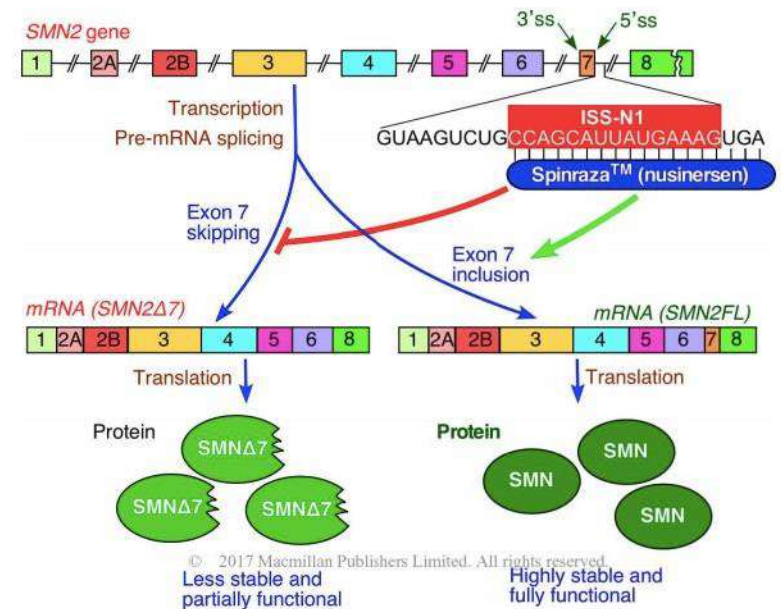 3'ss 5'ss
SMN2 gene
1 2A 2B 3 4 5 6 7 8
Transcription
Pre-mRNA splicing
ISS-N1
GUAAGUCUGCCAGCAUUAUGAAAGUGA
Spinraza™ (nusinersen)
Exon 7
skipping
Exon 7
inclusion
mRNA (SMN2Δ7)
1 2A 2B 3 4 5 6 8
mRNA (SMN2FL)
1 2A 2B 3 4 5 6 7 8
Translation
Translation
Protein
SMNΔ7
SMNΔ7
SMNΔ7
Protein
SMN
SMN
SMN
© 2017 Macmillan Publishers Limited. All rights reserved.
Less stable and
partially functional
Highly stable and
fully functional